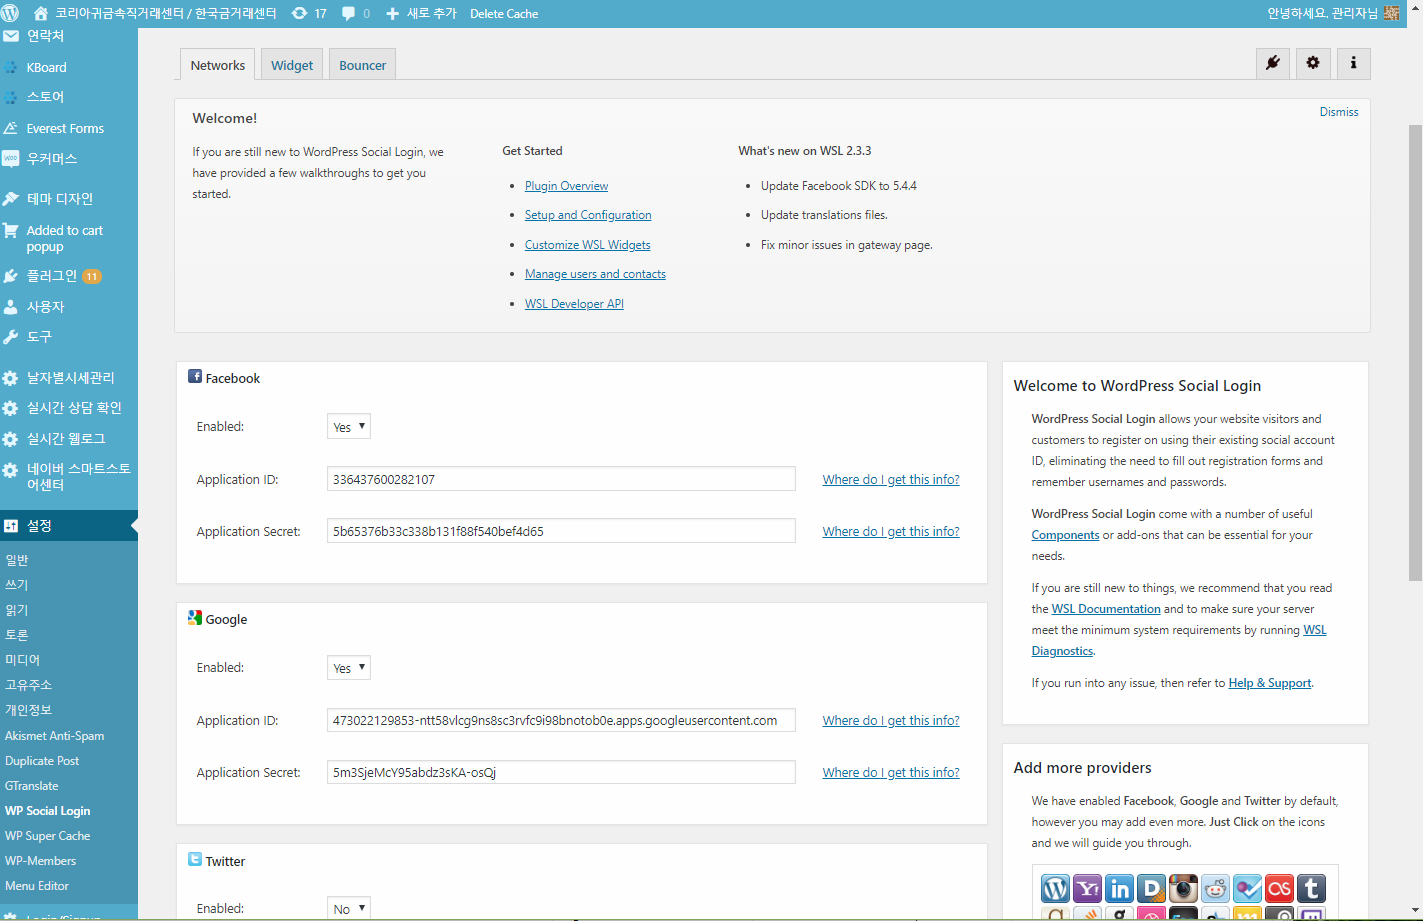 코리아귀금속직거래센터 / 한국금거래센터 17 0 새로 추가 Delete Cache 안녕하세요, 관리자님
연락처
KBoard
스토어
Everest Forms
우커머스
테마 디자인
Added to cart
popup
플러그인 11
사용자
도구
날자별시세관리
실시간 상담 확인
실시간 웰로그
네이버 스마트스토
어센터
설정
일반
쓰기
읽기
토론
미디어
고유주소
개인정보
Akismet Anti-Spam
Duplicate Post
GTranslate
WP Social Login
WP Super Cache
WP-Members
Menu Editor
Login/Signup
Networks Widget Bouncer
Welcome!
Dismiss
If you are still new to WordPress Social Login, we
have provided a few walkthroughs to get you
started.
Get Started
Plugin Overview
Setup and Configuration
Customize WSL Widgets
Manage users and contacts
WSL Developer API
What's new on WSL 2.3.3
Update Facebook SDK to 5.4.4
Update translations files.
Fix minor issues in gateway page.
Facebook
Enabled: Yes
Application ID: 336437600282107 Where do I get this info?
Application Secret: 5b65376b33c338b131f88f540bef4d65 Where do I get this info?
Google
Enabled: Yes
Application ID: 473022129853-ntt58vlcg9ns8sc3rvfc9i98bnotob0e.apps.googleusercontent.com Where do I get this info?
Application Secret: 5m3SjeMcY95abdz3sKA-osQj Where do I get this info?
Twitter
Enabled: No
Welcome to WordPress Social Login
WordPress Social Login allows your website visitors and
customers to register on using their existing social account
ID, eliminating the need to fill out registration forms and
remember usernames and passwords.
WordPress Social Login come with a number of useful
Components or add-ons that can be essential for your
needs.
If you are still new to things, we recommend that you read
the WSL Documentation and to make sure your server
meet the minimum system requirements by running WSL
Diagnostics.
If you run into any issue, then refer to Help & Support.
Add more providers
We have enabled Facebook, Google and Twitter by default,
however you may add even more. Just Click on the icons
and we will guide you through.